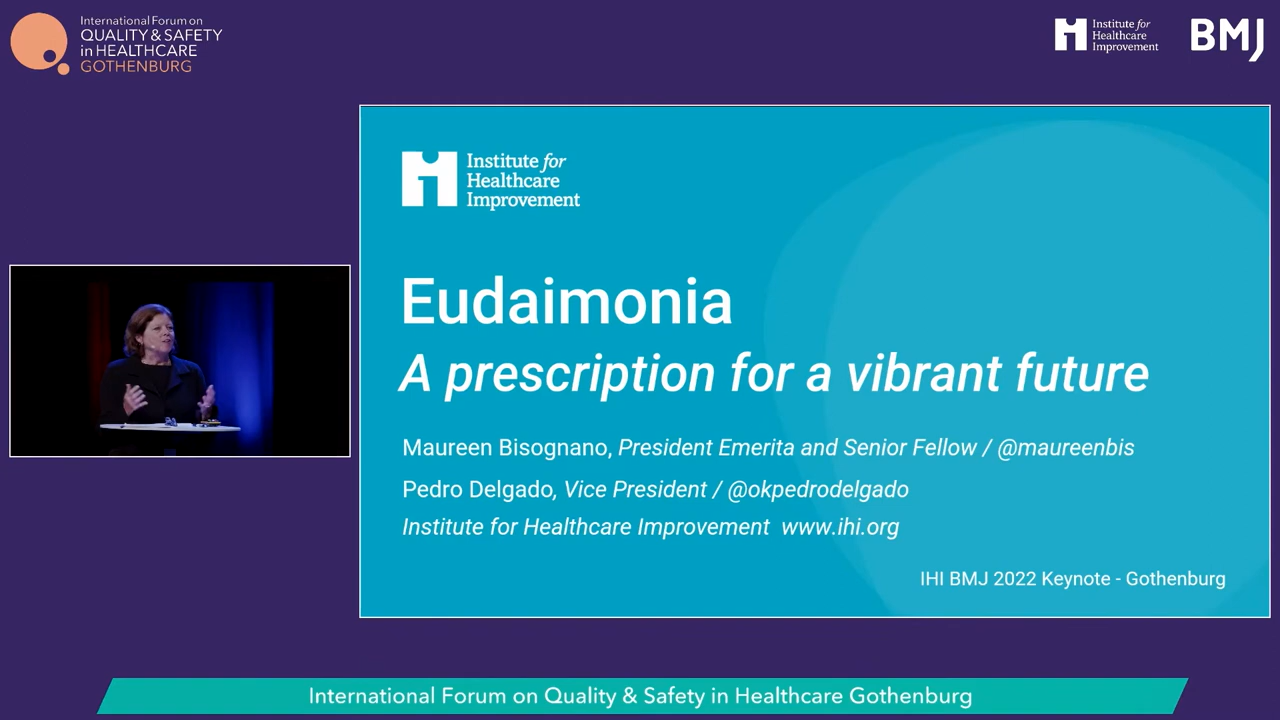 International Forum on
QUALITY & SAFETY
in HEALTHCARE
GOTHENBURG
Institute for
Healthcare
Improvement
BMJ
Institute for
Healthcare
Improvement
Eudaimonia
A prescription for a vibrant future
Maureen Bisognano, President Emerita and Senior Fellow / @maureenbis
Pedro Delgado, Vice President / @okpedrodelgado
Institute for Healthcare Improvement www.ihi.org
IHI BMJ 2022 Keynote - Gothenburg
International Forum on Quality & Safety in Healthcare Gothenburg